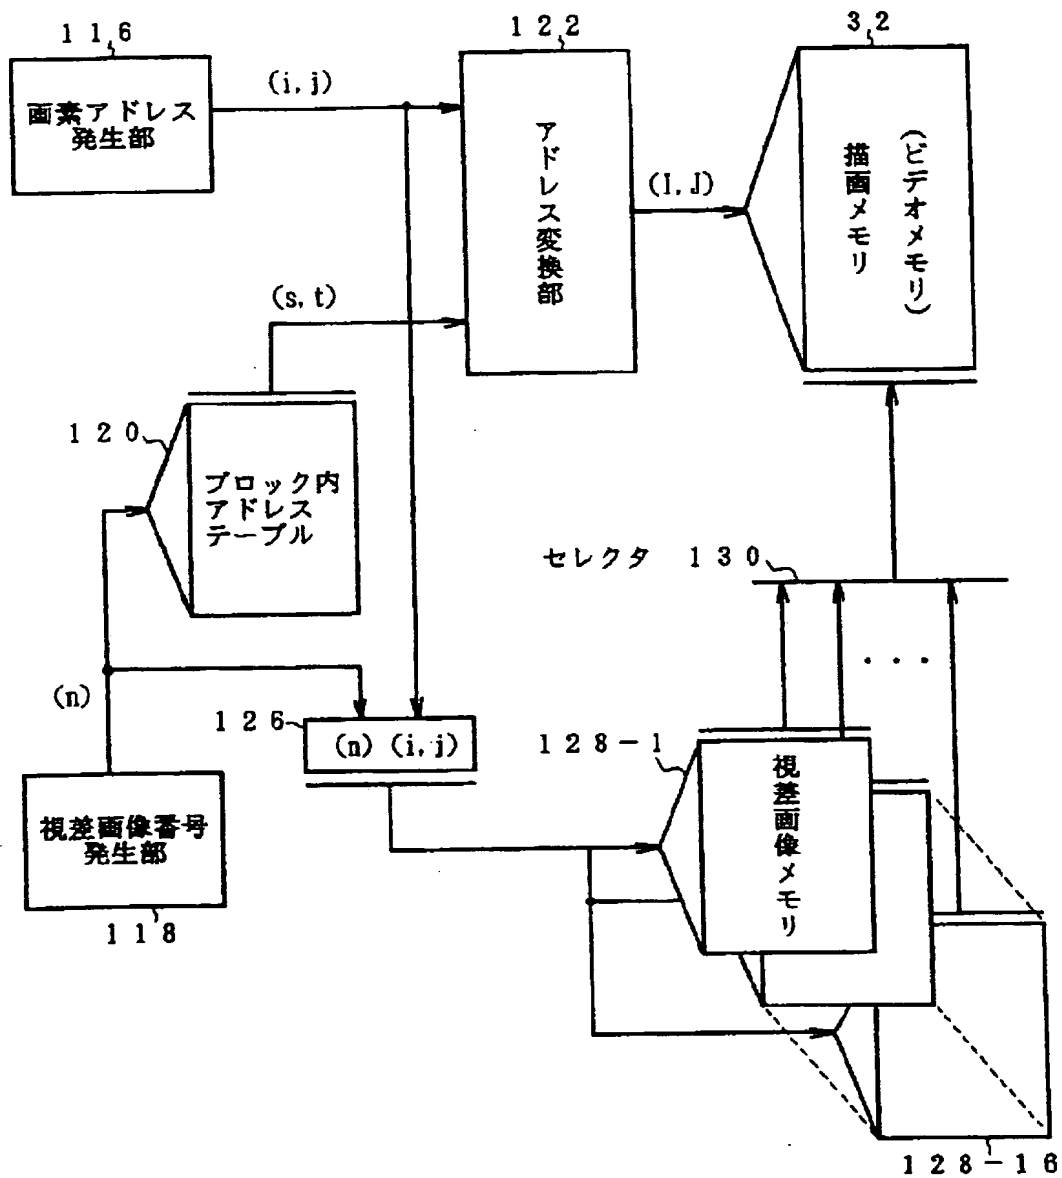 116
画素アドレス
発生部
(i,j)
122
アドレス変換部
(I,J)
32
描画メモリ
(ビデオメモリ)
(s,t)
120
ブロック内
アドレス
テーブル
セレクタ 130
...
(n)
126
(n) (i,j)
視差画像番号
発生部
118
128-1
視差画像メモリ
128-16